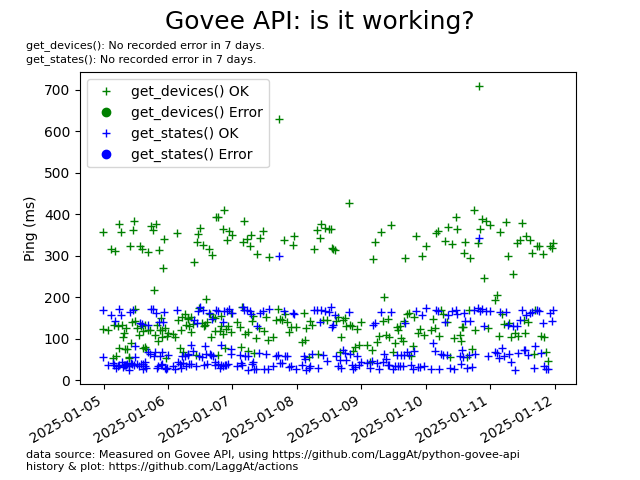 Govee API: is it working?
get_devices(): No recorded error in 7 days.
get_states(): No recorded error in 7 days.
get_devices() OK
get_devices() Error
get_states() OK
get_states() Error
Ping (ms)
700
600
500
400
300
200
100
0
2025-01-05
2025-01-06
2025-01-07
2025-01-08
2025-01-09
2025-01-10
2025-01-11
2025-01-12
data source: Measured on Govee API, using https://github.com/LaggAt/python-govee-api
history & plot: https://github.com/LaggAt/actions